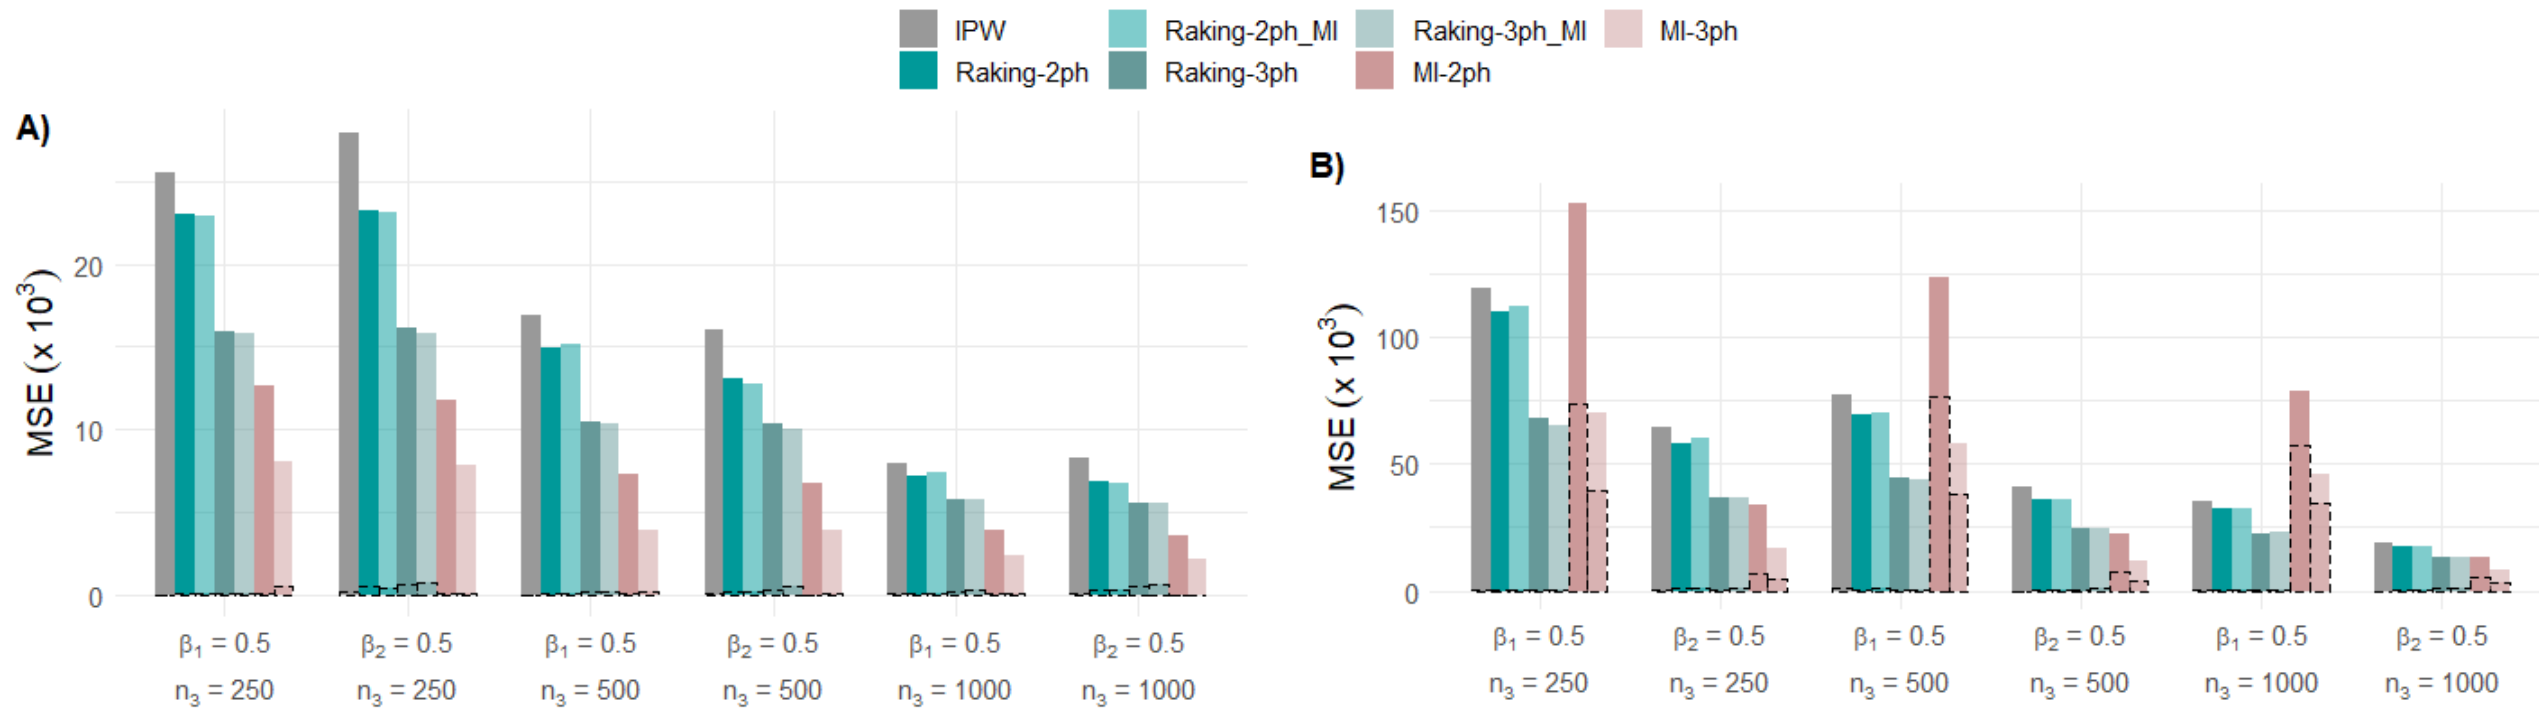 IPW
Raking-2ph_MI
Raking-3ph_MI
MI-3ph
Raking-2ph
Raking-3ph
MI-2ph
A)
MSE (x 10³)
20
10
0
β₁ = 0.5
β₂ = 0.5
β₁ = 0.5
β₂ = 0.5
β₁ = 0.5
β₂ = 0.5
n₃ = 250
n₃ = 250
n₃ = 500
n₃ = 500
n₃ = 1000
n₃ = 1000
B)
MSE (x 10³)
150
100
50
0
β₁ = 0.5
β₂ = 0.5
β₁ = 0.5
β₂ = 0.5
β₁ = 0.5
β₂ = 0.5
n₃ = 250
n₃ = 250
n₃ = 500
n₃ = 500
n₃ = 1000
n₃ = 1000